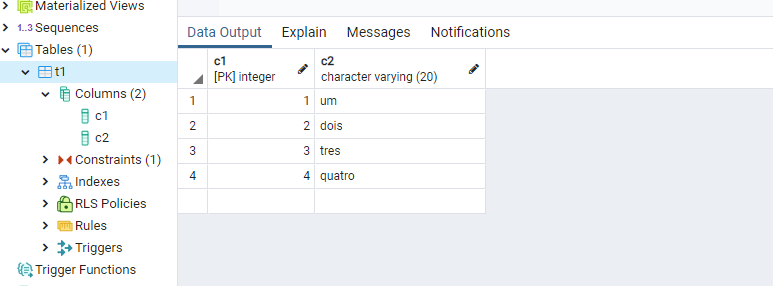 Materialized Views
1..3 Sequences
Tables (1)
t1
Columns (2)
c1
c2
Constraints (1)
Indexes
RLS Policies
Rules
Triggers
Trigger Functions
Data Output Explain Messages Notifications
c1 c2
[PK] integer character varying (20)
1 1 um
2 2 dois
3 3 tres
4 4 quatro